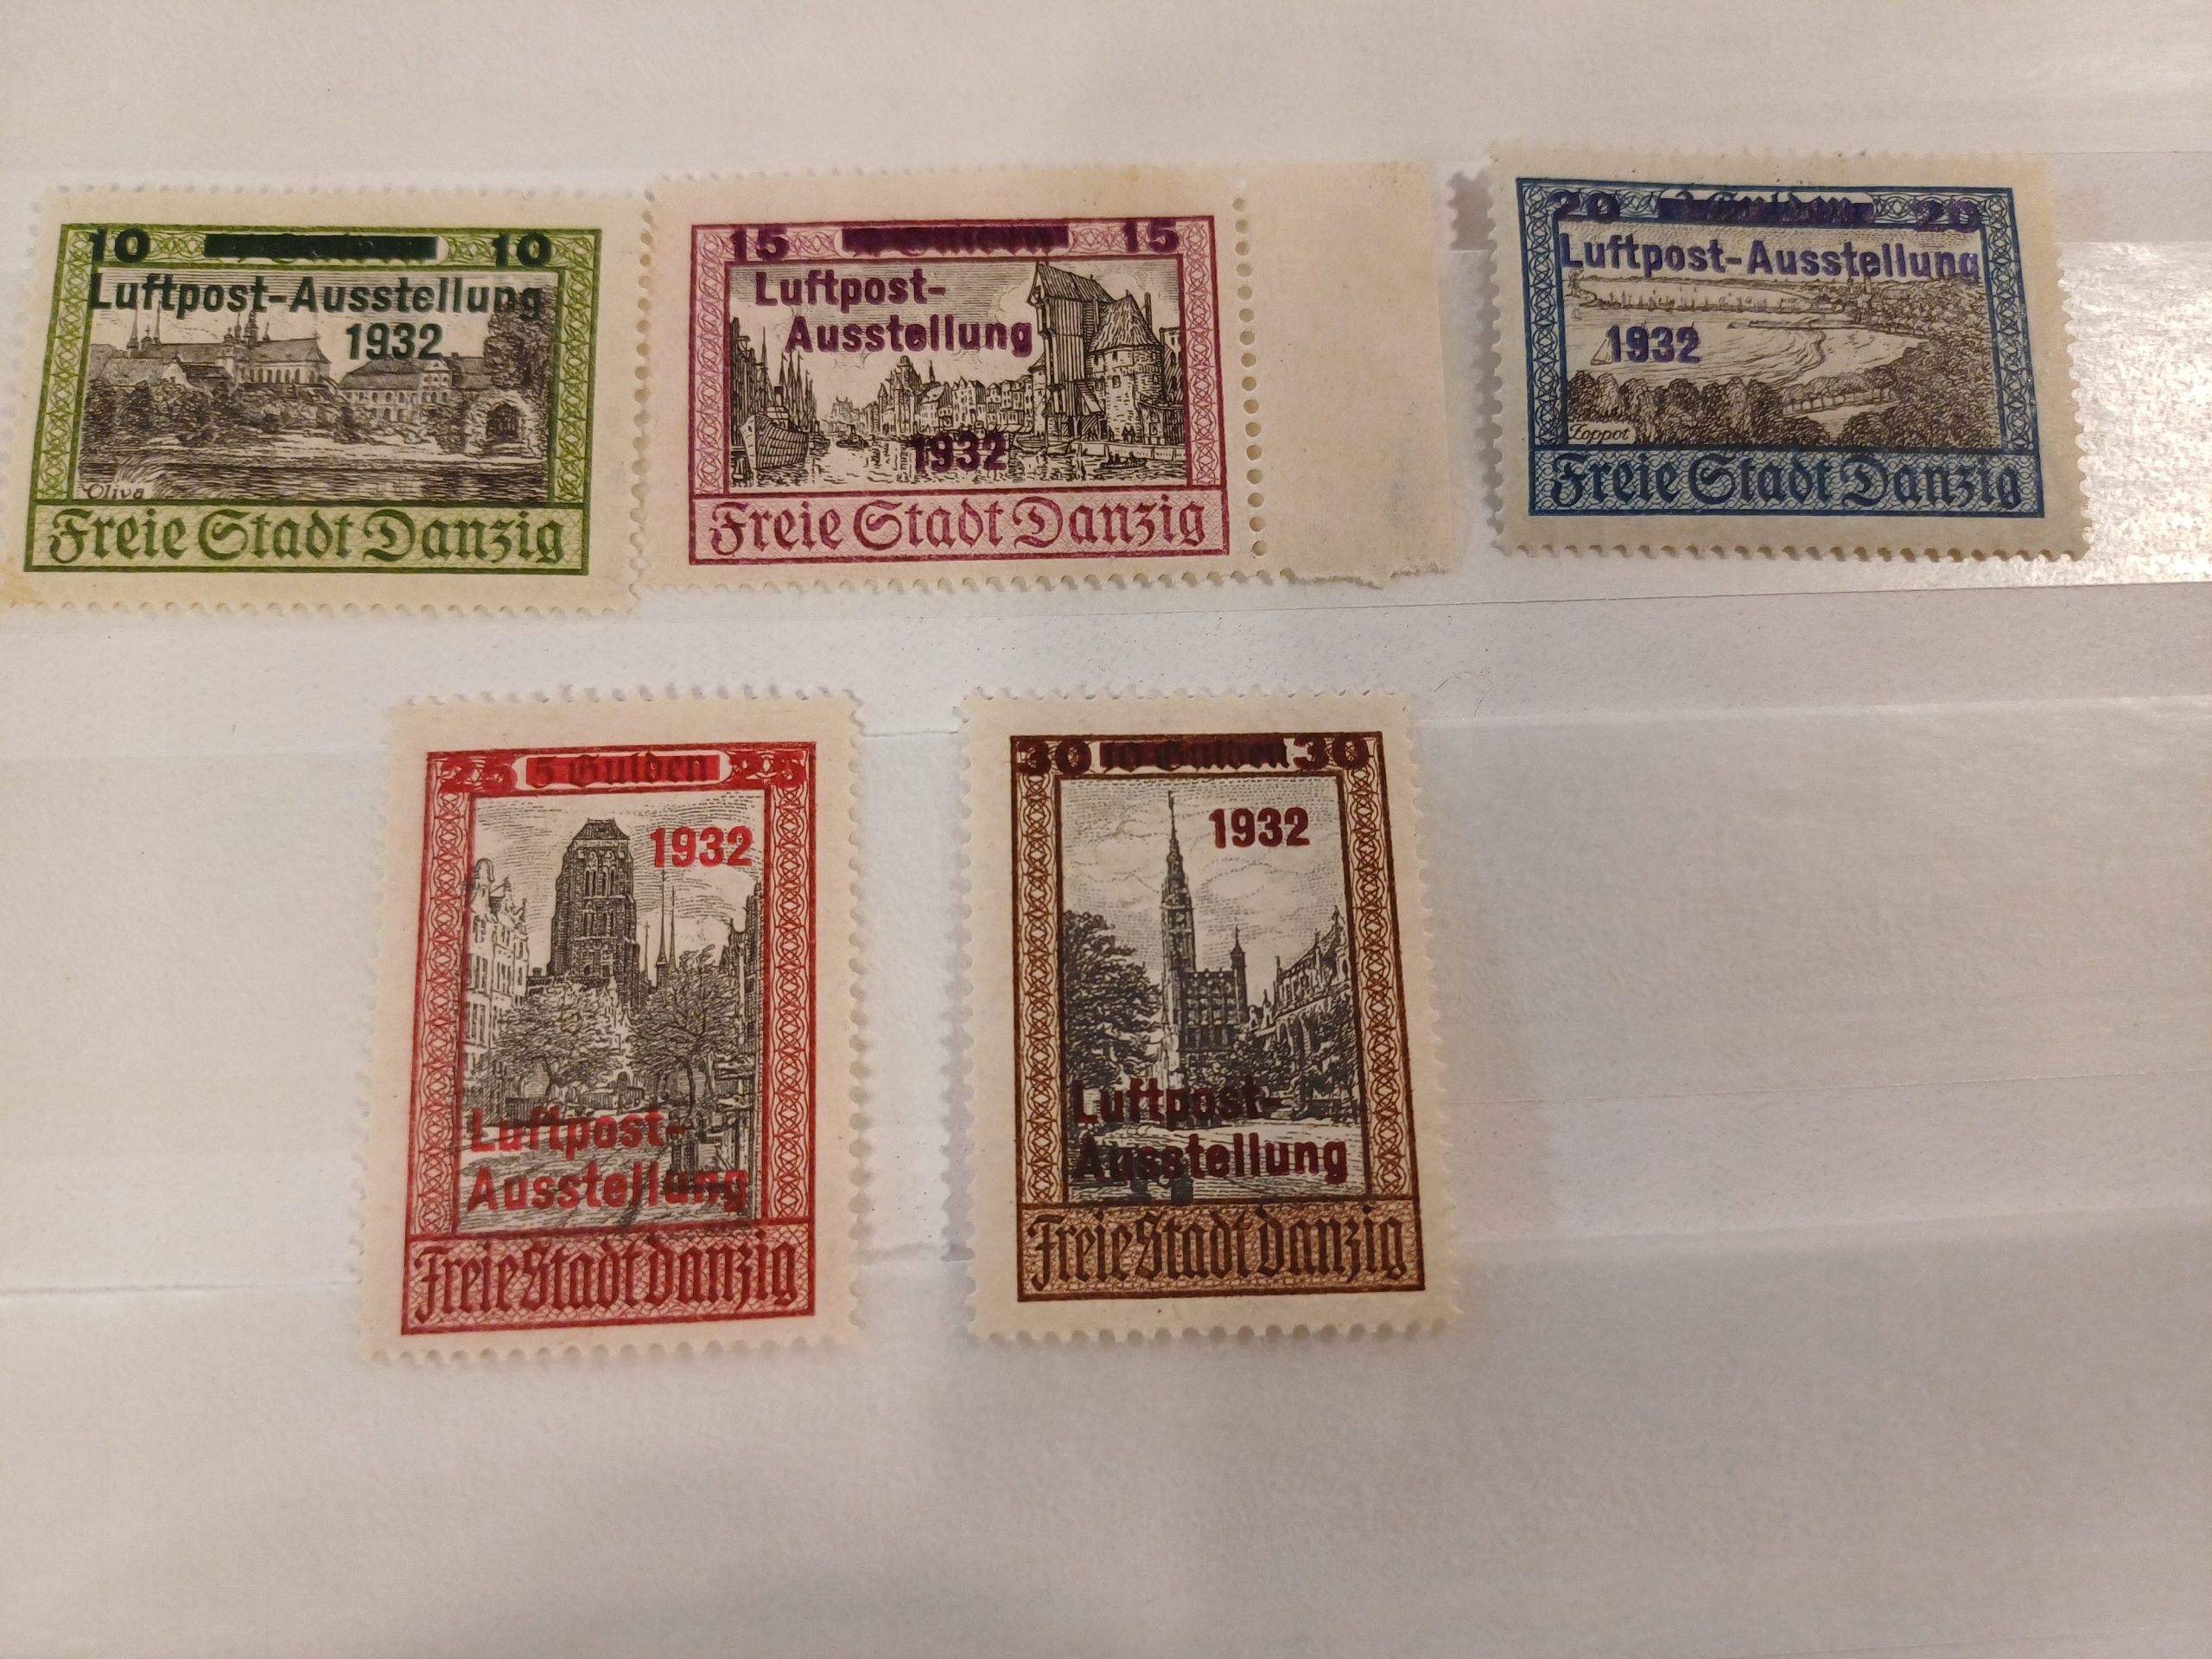 10 10
Luftpost-Ausstellung
1932
Oliva
Freie Stadt Danzig
15 15
Luftpost-
Ausstellung
1932
Freie Stadt Danzig
20 20
Luftpost-Ausstellung
1932
Zoppot
Freie Stadt Danzig
25 5 Gulden 25
1932
Luftpost-
Ausstellung
Freie Stadt Danzig
30 10 Gulden 30
1932
Luftpost-
Ausstellung
Freie Stadt Danzig